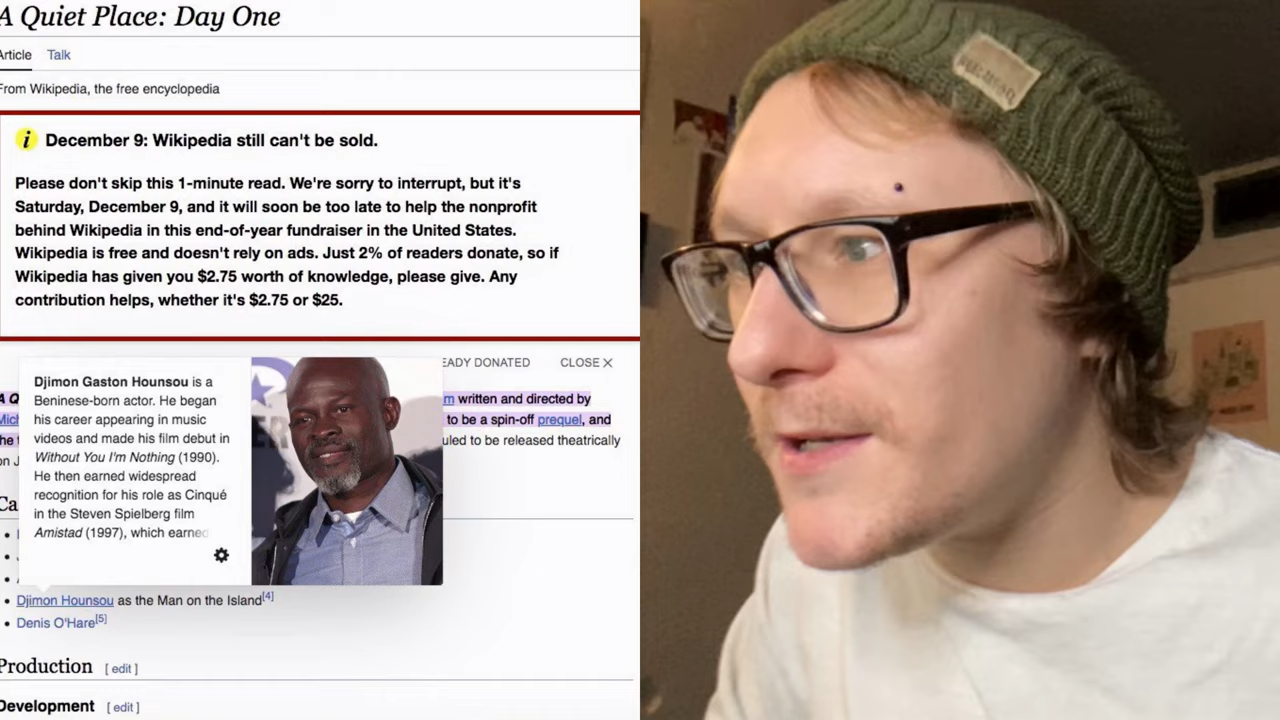 A Quiet Place: Day One
Article Talk
From Wikipedia, the free encyclopedia
i December 9: Wikipedia still can't be sold.
Please don't skip this 1-minute read. We're sorry to interrupt, but it's
Saturday, December 9, and it will soon be too late to help the nonprofit
behind Wikipedia in this end-of-year fundraiser in the United States.
Wikipedia is free and doesn't rely on ads. Just 2% of readers donate, so if
Wikipedia has given you $2.75 worth of knowledge, please give. Any
contribution helps, whether it's $2.75 or $25.
EADY DONATED CLOSE ×
Djimon Gaston Hounsou is a
Beninese-born actor. He began
his career appearing in music
videos and made his film debut in
Without You I'm Nothing (1990).
He then earned widespread
recognition for his role as Cinqué
in the Steven Spielberg film
Amistad (1997), which earned
A Q
m written and directed by
Mich
to be a spin-off prequel, and
the f
uled to be released theatrically
on J
Ca
• Djimon Hounsou as the Man on the Island[4]
• Denis O'Hare[5]
Production [ edit ]
Development [ edit ]